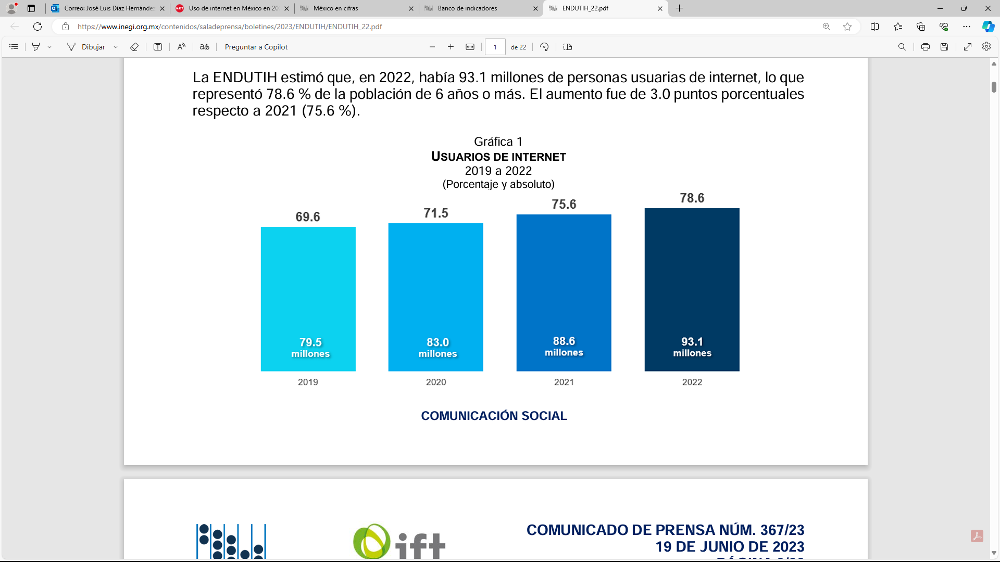 Correo: José Luis Díaz Hernández
Uso de internet en México en 20
México en cifras
Banco de indicadores
ENDUTIH_22.pdf
https://www.inegi.org.mx/contenidos/saladeprensa/boletines/2023/ENDUTIH/ENDUTIH_22.pdf
Dibujar
aあ
Preguntar a Copilot
1 de 22
La ENDUTIH estimó que, en 2022, había 93.1 millones de personas usuarias de internet, lo que
representó 78.6 % de la población de 6 años o más. El aumento fue de 3.0 puntos porcentuales
respecto a 2021 (75.6 %).
Gráfica 1
USUARIOS DE INTERNET
2019 a 2022
(Porcentaje y absoluto)
69.6 71.5 75.6 78.6
79.5 83.0 88.6 93.1
millones millones millones millones
2019 2020 2021 2022
COMUNICACIÓN SOCIAL
ift
COMUNICADO DE PRENSA NÚM. 367/23
19 DE JUNIO DE 2023